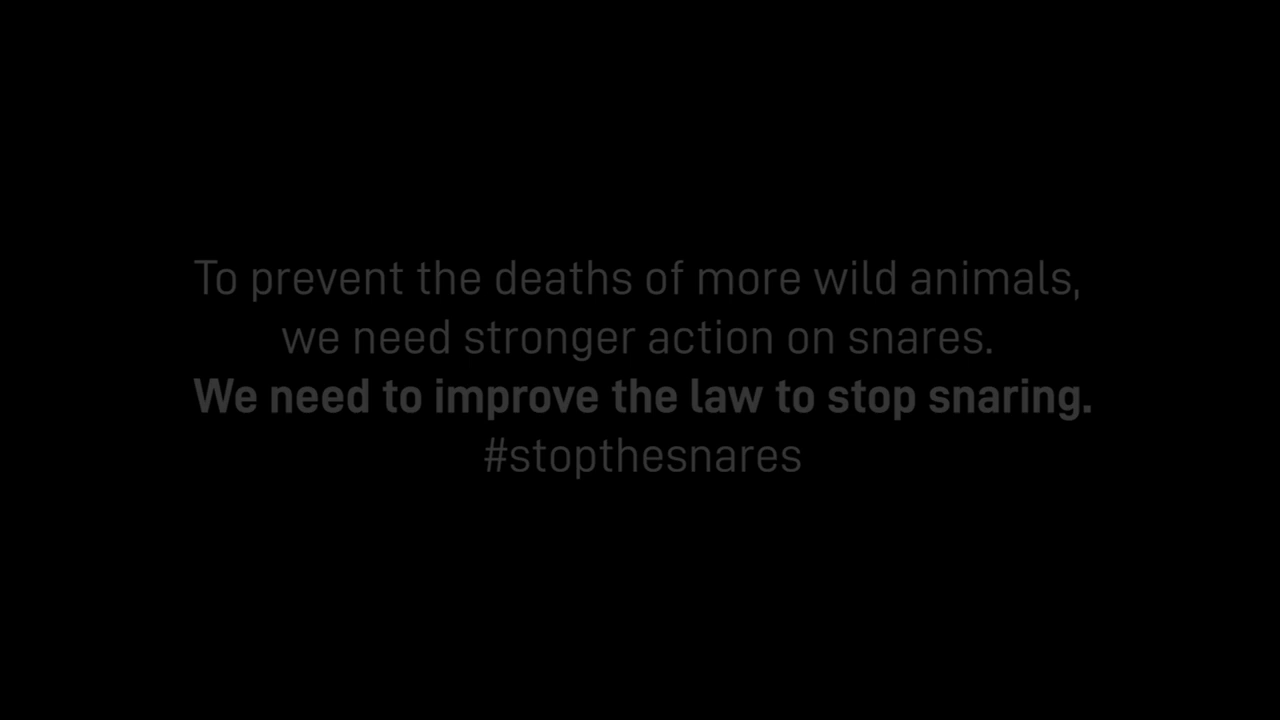 To prevent the deaths of more wild animals,
we need stronger action on snares.
We need to improve the law to stop snaring.
#stopthesnares